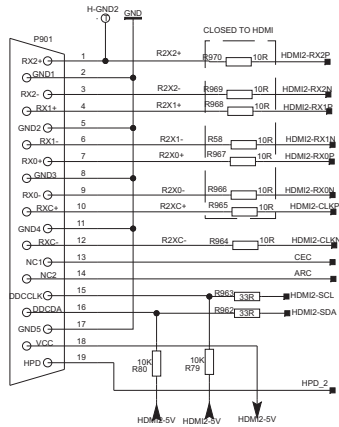 H-GND2 GND
CLOSED TO HDMI
P901
RX2+ 1 R2X2+ R970 10R HDMI2-RX2P
GND1 2
RX2- 3 R2X2- R969 10R HDMI2-RX2N
RX1+ 4 R2X1+ R968 10R HDMI2-RX1P
GND2 5
RX1- 6 R2X1- R58 10R HDMI2-RX1N
RX0+ 7 R2X0+ R967 10R HDMI2-RX0P
GND3 8
RX0- 9 R2X0- R966 10R HDMI2-RX0N
RXC+ 10 R2XC+ R965 10R HDMI2-CLKP
GND4 11
RXC- 12 R2XC- R964 10R HDMI2-CLKN
NC1 13 CEC
NC2 14 ARC
DDCCLK 15 R963 33R HDMI2-SCL
DDCDA 16 R962 33R HDMI2-SDA
GND5 17
VCC 18
HPD 19
10K R80
10K R79
HPD_2
HDMI2-5V HDMI2-5V HDMI2-5V